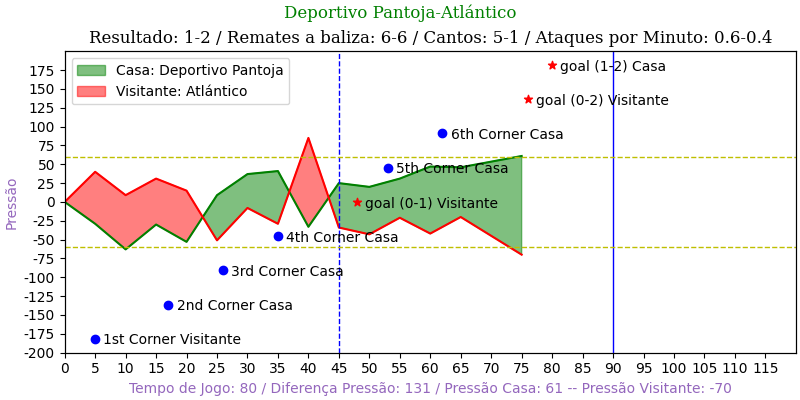 Deportivo Pantoja-Atlántico
Resultado: 1-2 / Remates a baliza: 6-6 / Cantos: 5-1 / Ataques por Minuto: 0.6-0.4
Casa: Deportivo Pantoja
Visitante: Atlántico
goal (1-2) Casa
goal (0-2) Visitante
6th Corner Casa
5th Corner Casa
goal (0-1) Visitante
4th Corner Casa
3rd Corner Casa
2nd Corner Casa
1st Corner Visitante
Pressão
175
150
125
100
75
50
25
0
-25
-50
-75
-100
-125
-150
-175
-200
0 5 10 15 20 25 30 35 40 45 50 55 60 65 70 75 80 85 90 95 100 105 110 115
Tempo de Jogo: 80 / Diferença Pressão: 131 / Pressão Casa: 61 -- Pressão Visitante: -70